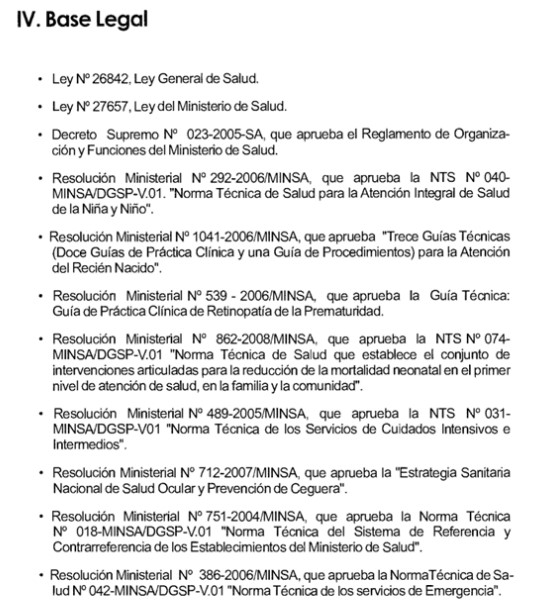 IV. Base Legal
• Ley Nº 26842, Ley General de Salud.
• Ley Nº 27657, Ley del Ministerio de Salud.
• Decreto Supremo Nº 023-2005-SA, que aprueba el Reglamento de Organiza-
ción y Funciones del Ministerio de Salud.
• Resolución Ministerial Nº 292-2006/MINSA, que aprueba la NTS Nº 040-
MINSA/DGSP-V.01. "Norma Técnica de Salud para la Atención Integral de Salud
de la Niña y Niño".
• Resolución Ministerial Nº 1041-2006/MINSA, que aprueba "Trece Guías Técnicas
(Doce Guías de Práctica Clínica y una Guía de Procedimientos) para la Atención
del Recién Nacido".
• Resolución Ministerial Nº 539 - 2006/MINSA, que aprueba la Guía Técnica:
Guía de Práctica Clínica de Retinopatía de la Prematuridad.
• Resolución Ministerial Nº 862-2008/MINSA, que aprueba la NTS Nº 074-
MINSA/DGSP-V.01 "Norma Técnica de Salud que establece el conjunto de
intervenciones articuladas para la reducción de la mortalidad neonatal en el primer
nivel de atención de salud, en la familia y la comunidad".
• Resolución Ministerial Nº 489-2005/MINSA, que aprueba la NTS Nº 031-
MINSA/DGSP-V01 "Norma Técnica de los Servicios de Cuidados Intensivos e
Intermedios".
• Resolución Ministerial Nº 712-2007/MINSA, que aprueba la "Estrategia Sanitaria
Nacional de Salud Ocular y Prevención de Ceguera".
• Resolución Ministerial Nº 751-2004/MINSA, que aprueba la Norma Técnica
Nº 018-MINSA/DGSP-V.01 "Norma Técnica del Sistema de Referencia y
Contrarreferencia de los Establecimientos del Ministerio de Salud".
• Resolución Ministerial Nº 386-2006/MINSA, que aprueba la NormaTécnica de Sa-
lud Nº 042-MINSA/DGSP-V.01 "Norma Técnica de los servicios de Emergencia".